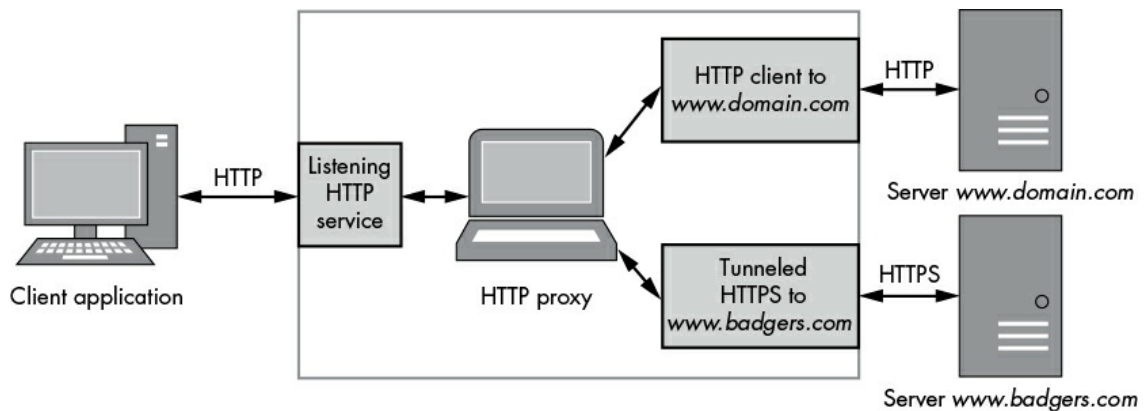 HTTP client to
www.domain.com
HTTP
Server www.domain.com
HTTP
Listening
HTTP
service
Client application
HTTP proxy
Tunneled
HTTPS to
www.badgers.com
HTTPS
Server www.badgers.com